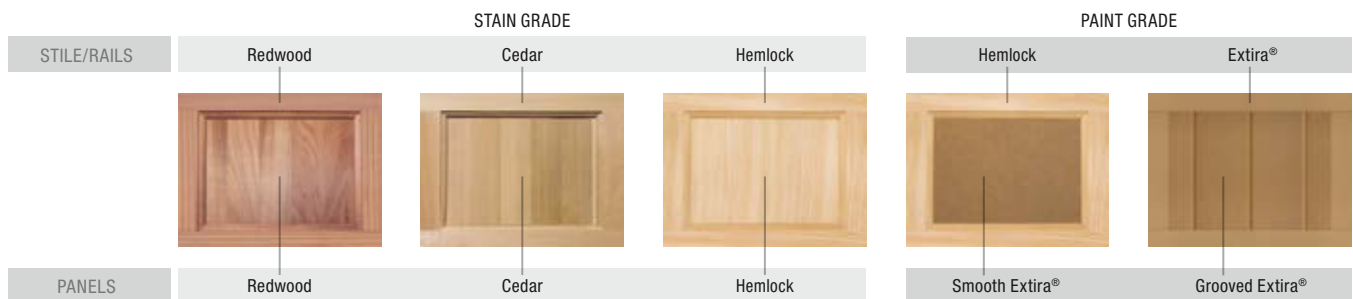 STAIN GRADE PAINT GRADE
STILE/RAILS Redwood Cedar Hemlock Hemlock Extira®
PANELS Redwood Cedar Hemlock Smooth Extira® Grooved Extira®